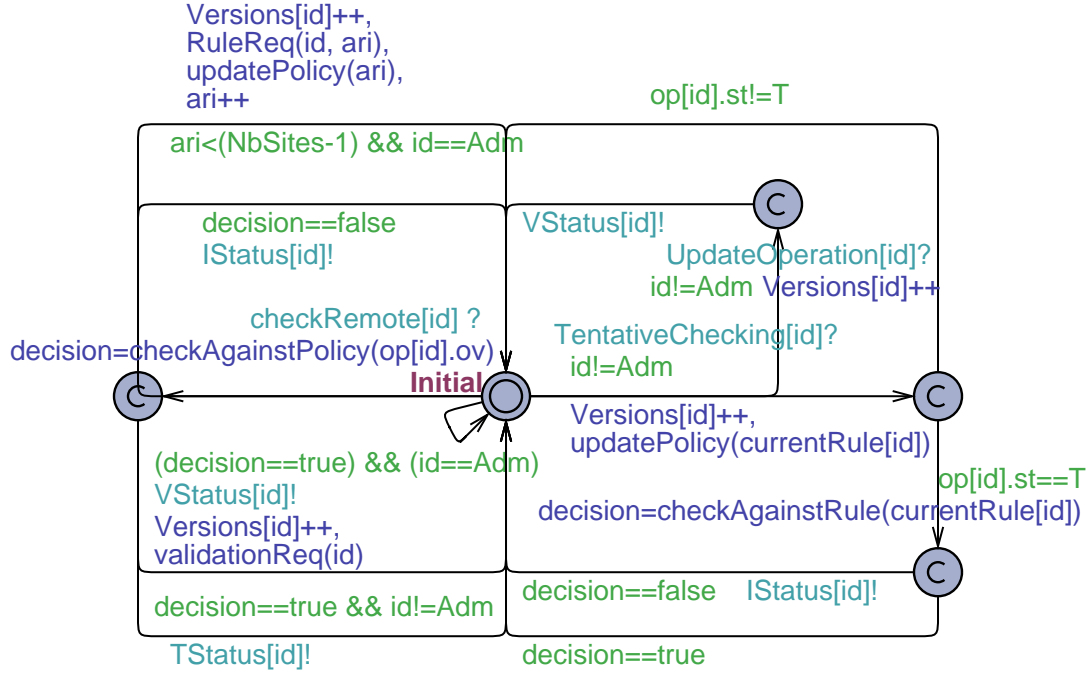 Versions[id]++,
RuleReq(id, ari),
updatePolicy(ari),
ari++
op[id].st!=T
ari<(NbSites-1) && id==Adm
decision==false
IStatus[id]!
VStatus[id]!
UpdateOperation[id]?
id!=Adm Versions[id]++
checkRemote[id] ?
decision=checkAgainstPolicy(op[id].ov)
TentativeChecking[id]?
id!=Adm
C
Initial
C
C
Versions[id]++,
updatePolicy(currentRule[id])
(decision==true) && (id==Adm)
VStatus[id]!
Versions[id]++,
validationReq(id)
op[id].st==T
decision=checkAgainstRule(currentRule[id])
C
decision==true && id!=Adm
TStatus[id]!
decision==false IStatus[id]!
decision==true